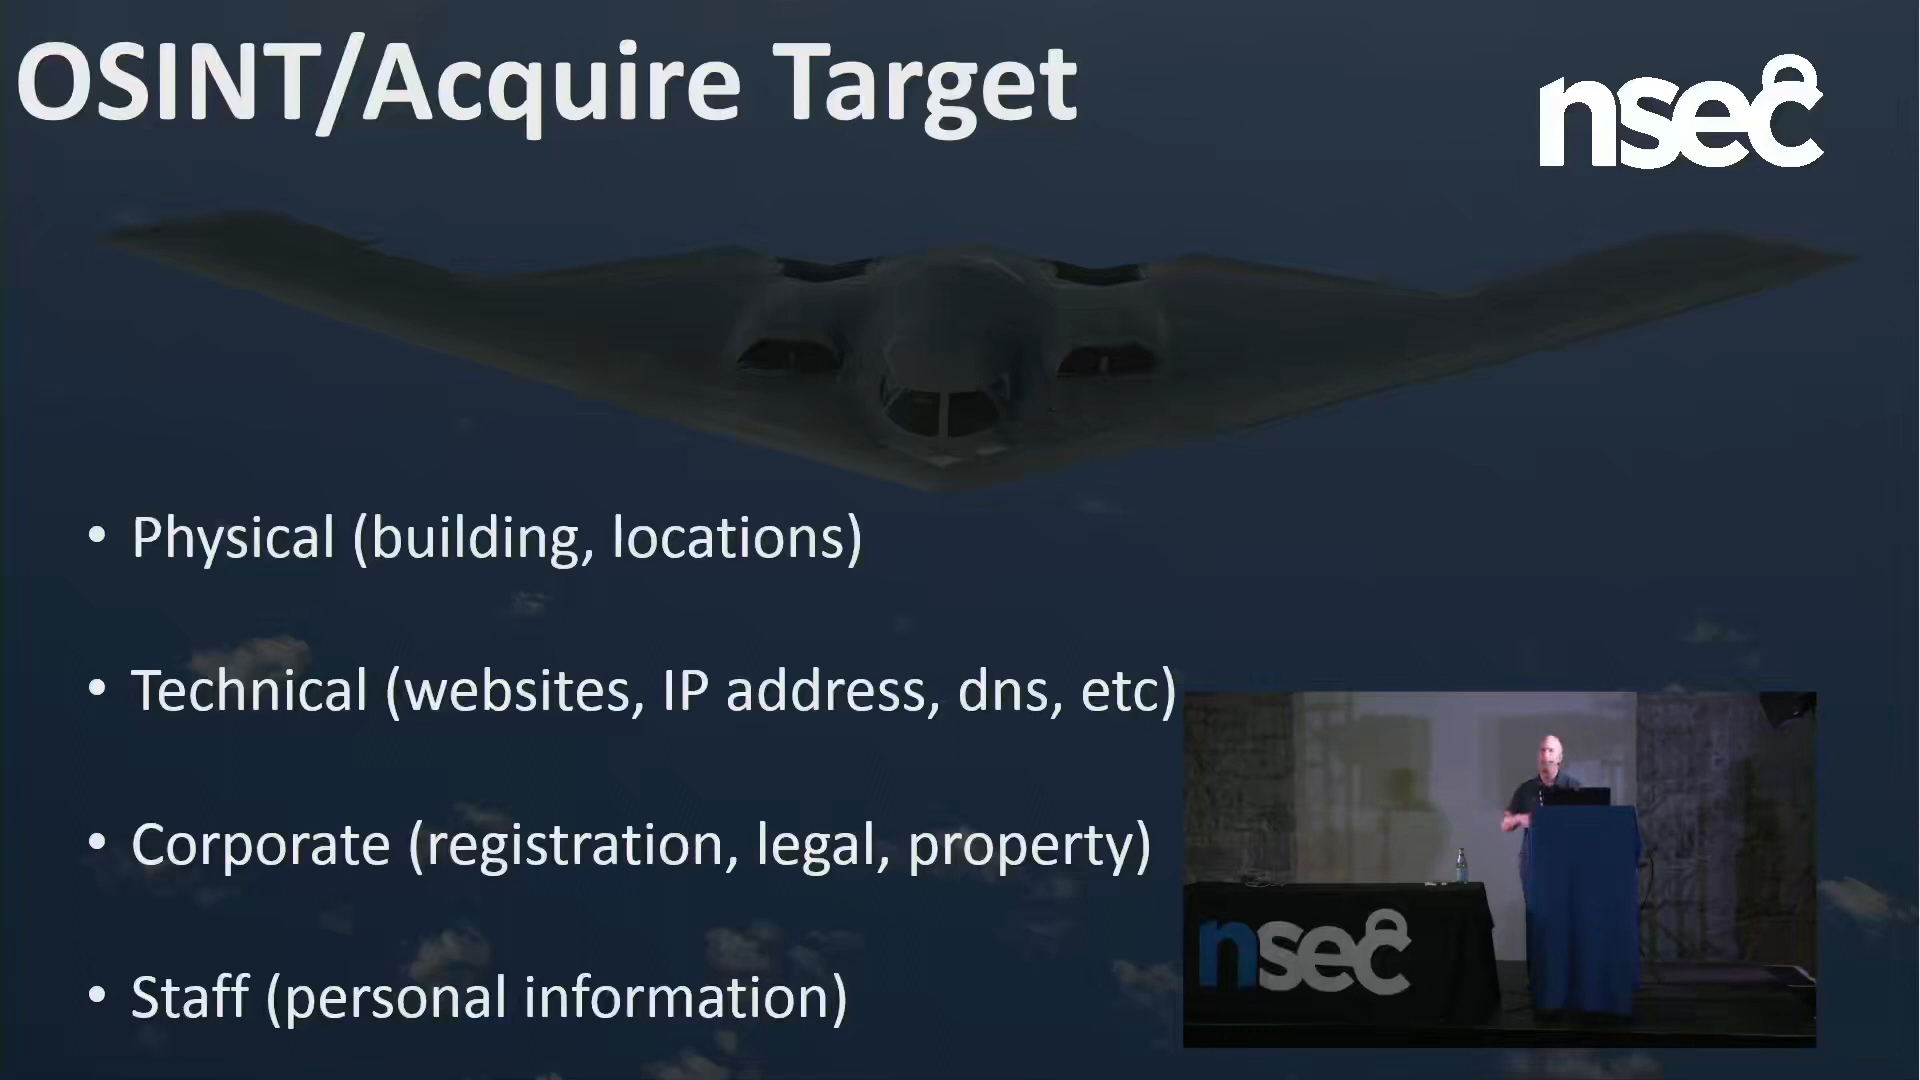 OSINT/Acquire Target
nsec
• Physical (building, locations)
• Technical (websites, IP address, dns, etc)
• Corporate (registration, legal, property)
• Staff (personal information)
nsec